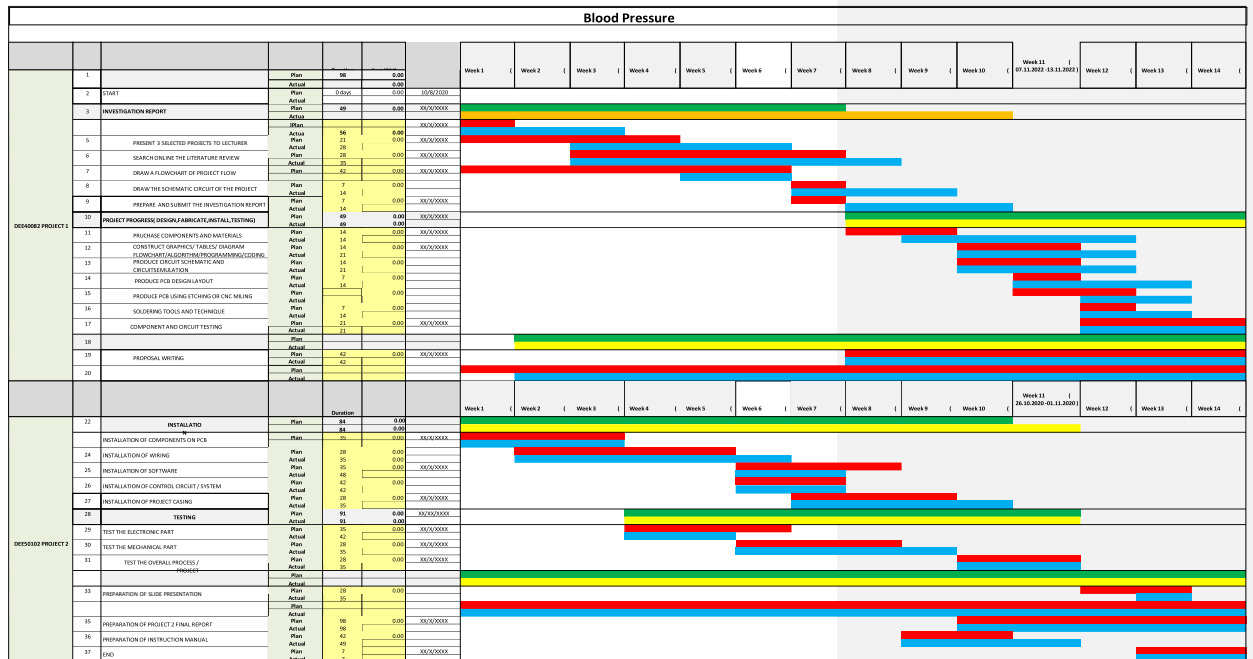 Blood Pressure
Week 1 ( Week 2 ( Week 3 ( Week 4 ( Week 5 ( Week 6 ( Week 7 ( Week 8 ( Week 9 ( Week 10 ( Week 11 ( 07.11.2022 -13.11.2022 ) Week 12 ( Week 13 ( Week 14 (
DEE40082 PROJECT 1
1 Plan 98 0.00
Actual 0.00
2 START Plan 0 days 0.00 10/8/2020
Actual
3 INVESTIGATION REPORT Plan 49 0.00 XX/X/XXXX
Actua
Plan XX/X/XXXX
Actua 56 0.00
5 PRESENT 3 SELECTED PROJECTS TO LECTURER Plan 21 0.00 XX/X/XXXX
Actual 28
6 SEARCH ONLINE THE LITERATURE REVIEW Plan 28 0.00 XX/X/XXXX
Actual 35
7 DRAW A FLOWCHART OF PROJECT FLOW Plan 42 0.00 XX/X/XXXX
Actual
8 DRAW THE SCHEMATIC CIRCUIT OF THE PROJECT Plan 7 0.00
Actual 14
9 PREPARE AND SUBMIT THE INVESTIGATION REPORT Plan 7 0.00 XX/X/XXXX
Actual 14
10 PROJECT PROGRESS( DESIGN,FABRICATE,INSTALL,TESTING) Plan 49 0.00 XX/X/XXXX
Actual 49 0.00
11 PRUCHASE COMPONENTS AND MATERIALS Plan 14 0.00 XX/X/XXXX
Actual 14
12 CONSTRUCT GRAPHICS/ TABLES/ DIAGRAM FLOWCHART/ALGORITHM/PROGRAMMING/CODING Plan 14 0.00 XX/X/XXXX
Actual 21
13 PRODUCE CIRCUIT SCHEMATIC AND CIRCUITSEMULATION Plan 14 0.00
Actual 21
14 PRODUCE PCB DESIGN LAYOUT Plan 7 0.00
Actual 14
15 PRODUCE PCB USING ETCHING OR CNC MILING Plan 0.00
Actual
16 SOLDERING TOOLS AND TECHNIQUE Plan 7 0.00
Actual 14
17 COMPONENT AND CIRCUIT TESTING Plan 21 0.00 XX/X/XXXX
Actual 21
18 Plan
Actual
19 PROPOSAL WRITING Plan 42 0.00 XX/X/XXXX
Actual 42
20 Plan
Actual
Duration Week 1 ( Week 2 ( Week 3 ( Week 4 ( Week 5 ( Week 6 ( Week 7 ( Week 8 ( Week 9 ( Week 10 ( Week 11 ( 26.10.2020 -01.11.2020 ) Week 12 ( Week 13 ( Week 14 (
DEE50102 PROJECT 2
22 INSTALLATIO N Plan 84 0.00
Actual 84 0.00
INSTALLATION OF COMPONENTS ON PCB Plan 35 0.00 XX/X/XXXX
24 INSTALLATION OF WIRING Plan 28 0.00
Actual 35 0.00
25 INSTALLATION OF SOFTWARE Plan 35 0.00 XX/X/XXXX
Actual 48
26 INSTALLATION OF CONTROL CIRCUIT / SYSTEM Plan 42 0.00
Actual 42
27 INSTALLATION OF PROJECT CASING Plan 28 0.00 XX/X/XXXX
Actual 35
28 TESTING Plan 91 0.00 XX/XX/XXXX
Actual 91 0.00
29 TEST THE ELECTRONIC PART Plan 35 0.00 XX/X/XXXX
Actual 42
30 TEST THE MECHANICAL PART Plan 28 0.00 XX/X/XXXX
Actual 35
31 TEST THE OVERALL PROCESS / PROJECT Plan 28 0.00 XX/X/XXXX
Actual 35
Plan
Actual
33 PREPARATION OF SLIDE PRESENTATION Plan 28 0.00
Actual 35
Plan
Actual
35 PREPARATION OF PROJECT 2 FINAL REPORT Plan 98 0.00 XX/X/XXXX
Actual 98
36 PREPARATION OF INSTRUCTION MANUAL Plan 42 0.00
Actual 49
37 END Plan 7 0.00 XX/X/XXXX
Actual 7